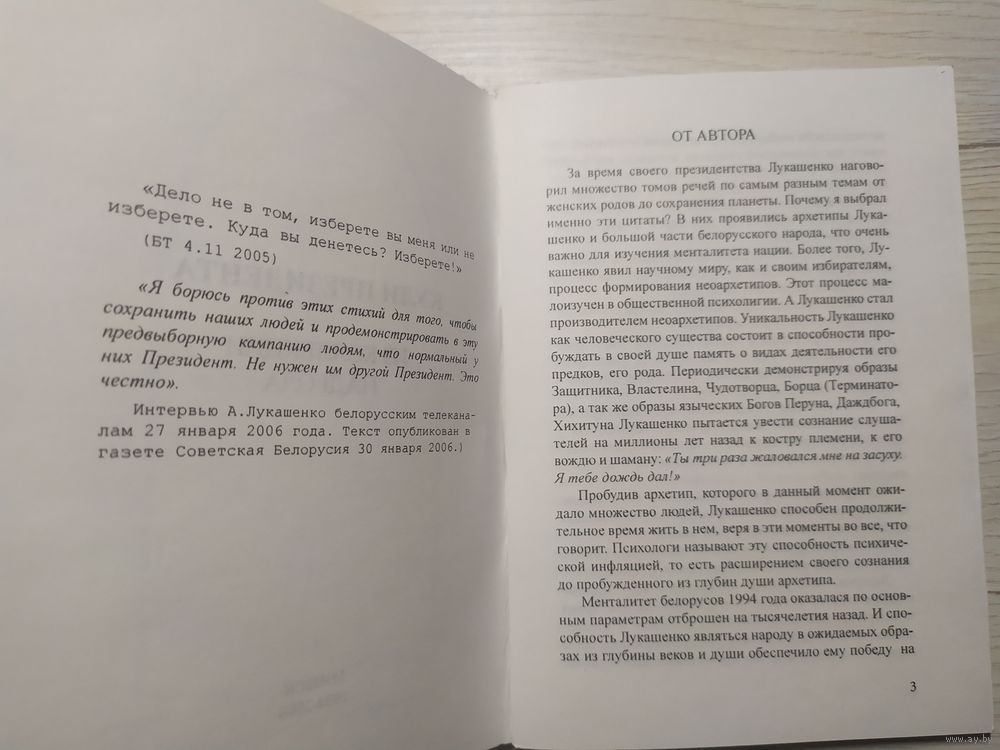 «Дело не в том, изберете вы меня или не
изберете. Куда вы денетесь? Изберете!»
(БТ 4.11 2005)
«Я борюсь против этих стихий для того, чтобы
сохранить наших людей и продемонстрировать в эту
предвыборную кампанию людям, что нормальный у
них Президент. Не нужен им другой Президент. Это
честно».
Интервью А.Лукашенко белорусским телекана-
лам 27 января 2006 года. Текст опубликован в
газете Советская Белорусия 30 января 2006.)
ОТ АВТОРА
За время своего президентства Лукашенко нагово-
рил множество томов речей по самым разным темам от
женских родов до сохранения планеты. Почему я выбрал
именно эти цитаты? В них проявились архетипы Лука-
шенко и большой части белорусского народа, что очень
важно для изучения менталитета нации. Более того, Лу-
кашенко явил научному миру, как и своим избирателям,
процесс формирования неоархетипов. Этот процесс ма-
лоизучен в общественной психолигии. А Лукашенко стал
производителем неоархетипов. Уникальность Лукашенко
как человеческого существа состоит в способности про-
буждать в своей душе память о видах деятельности его
предков, его рода. Периодически демонстрируя образы
Защитника, Властелина, Чудотворца, Борца (Терминато-
ра), а так же образы языческих Богов Перуна, Даждбога,
Хихитуна Лукашенко пытается увести сознание слуша-
телей на миллионы лет назад к костру племени, к его
вождю и шаману: «Ты три раза жаловался мне на засуху.
Я тебе дождь дал!»
Пробудив архетип, которого в данный момент ожи-
дало множество людей, Лукашенко способен продолжи-
тельное время жить в нем, веря в эти моменты во все, что
говорит. Психологи называют эту способность психиче-
ской инфляцией, то есть расширением своего сознания
до пробужденного из глубин души архетипа.
Менталитет белорусов 1994 года оказалася по основ-
ным параметрам отброшен на тысячелетия назад. И спо-
собность Лукашенко являться народу в ожидаемых обра-
зах из глубины веков и души обеспечило ему победу на
3
www.ay.by